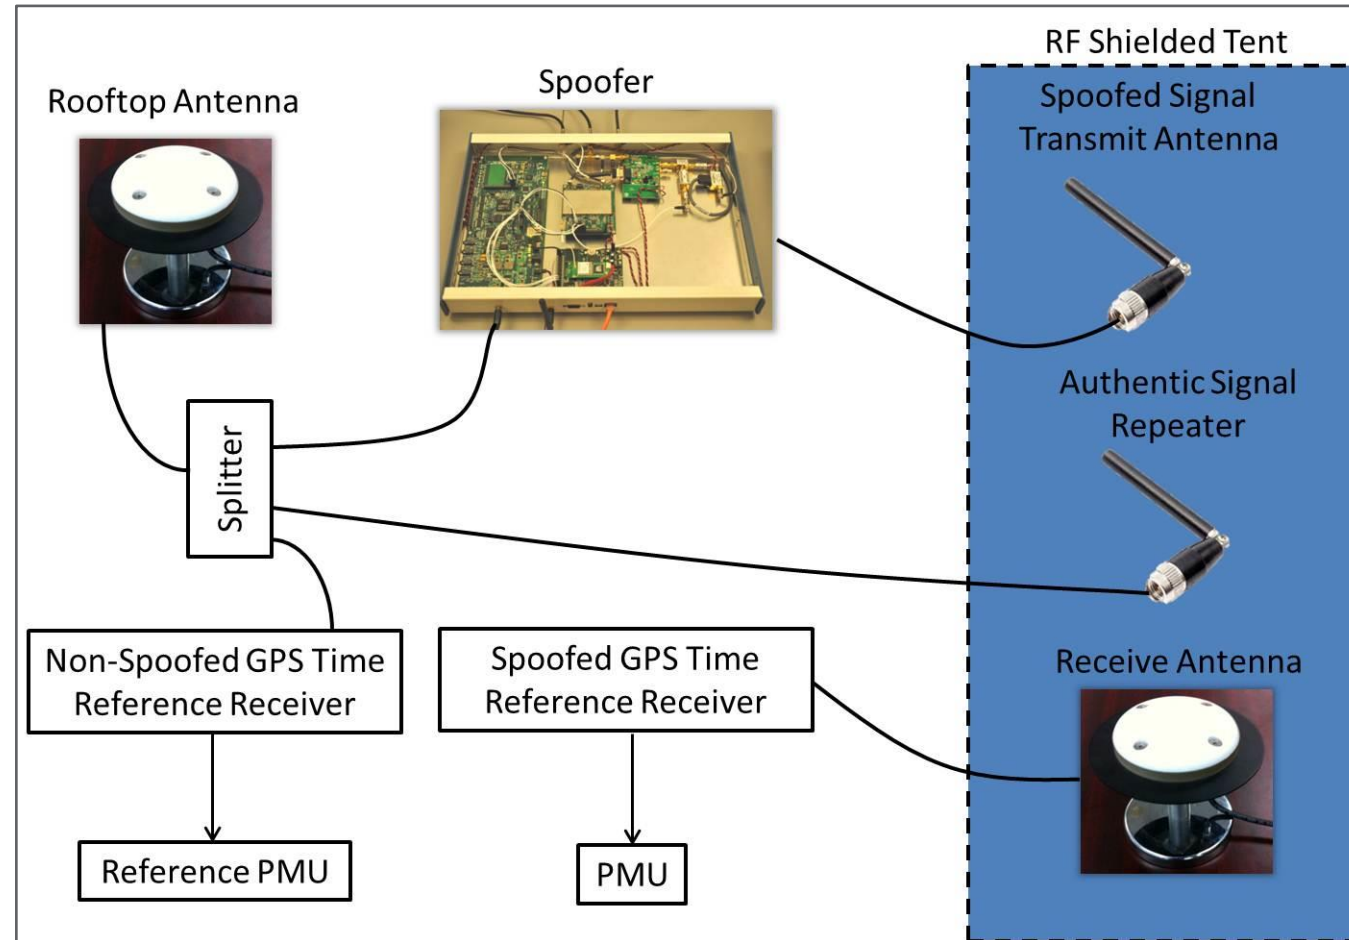 RF Shielded Tent
Rooftop Antenna
Spoofer
Spoofed Signal
Transmit Antenna
Authentic Signal
Repeater
Splitter
Non-Spoofed GPS Time
Reference Receiver
Spoofed GPS Time
Reference Receiver
Receive Antenna
Reference PMU
PMU